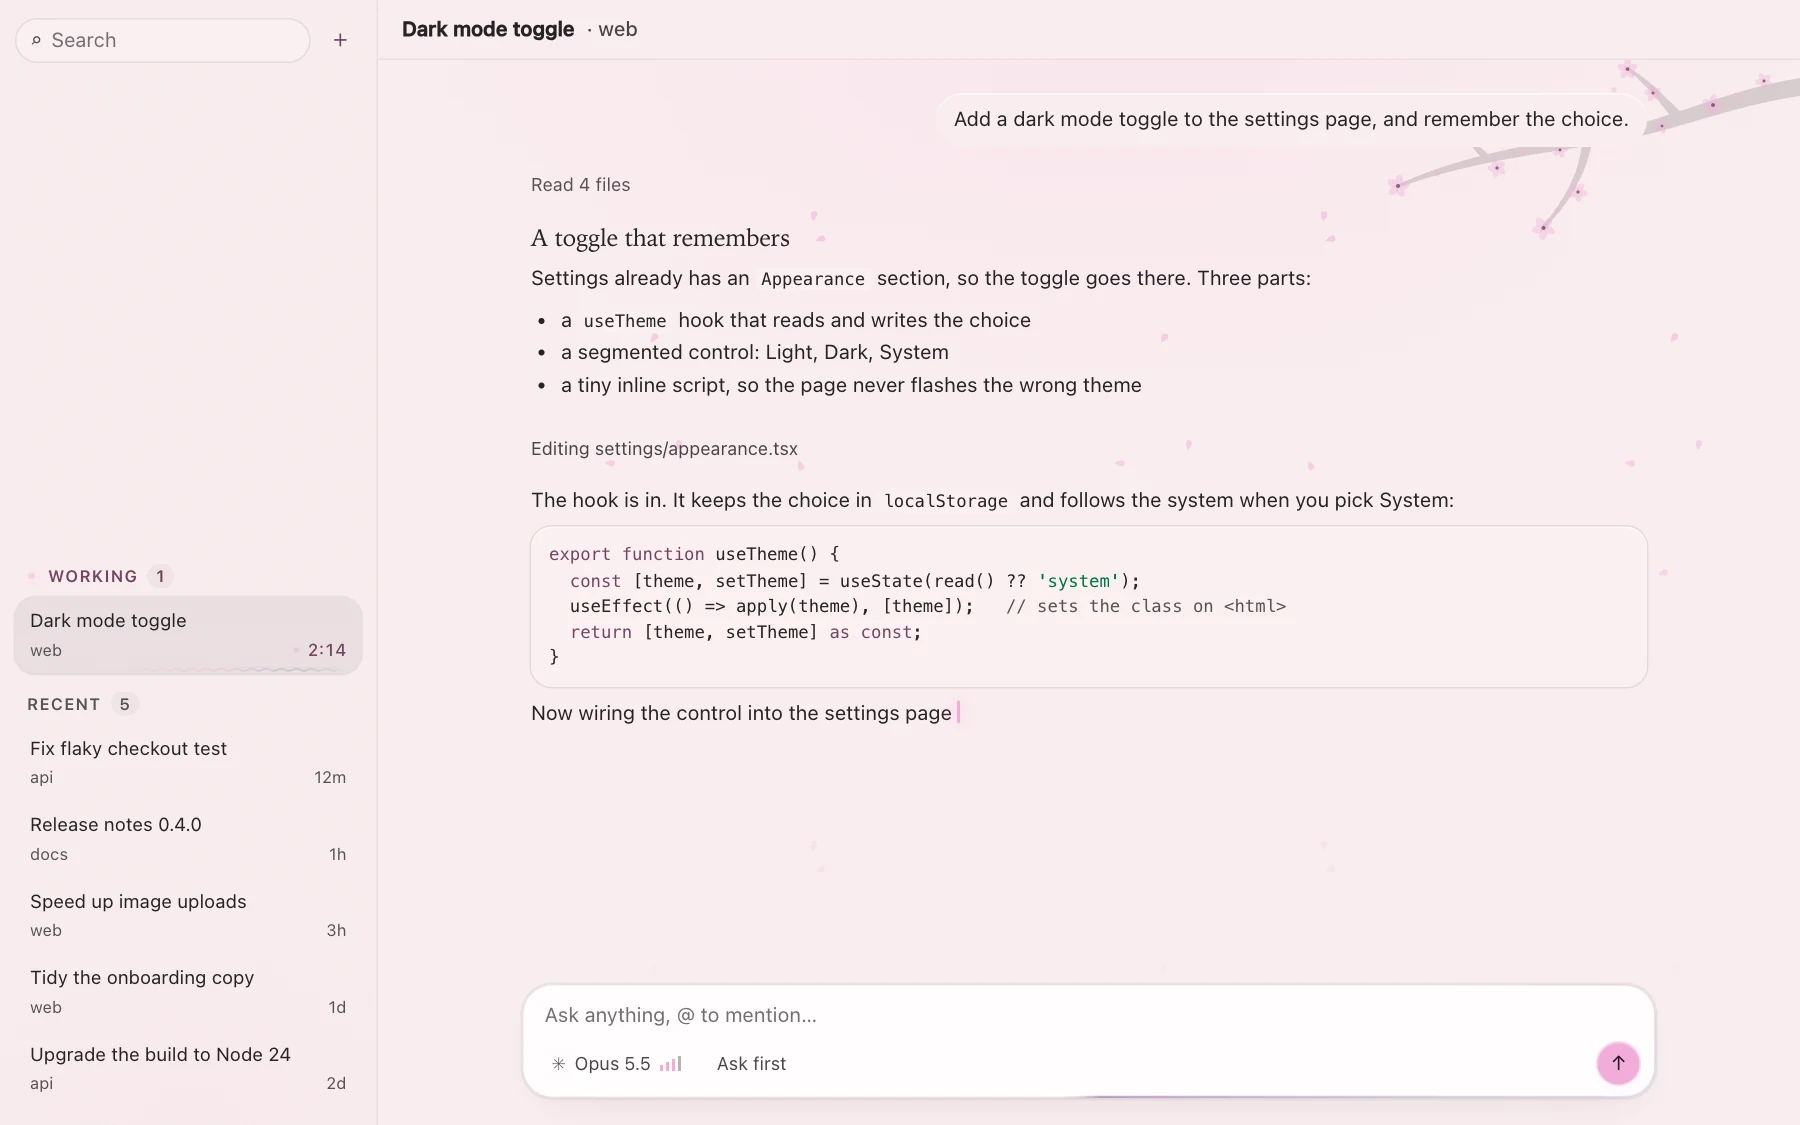 Search
+
Dark mode toggle · web
Add a dark mode toggle to the settings page, and remember the choice.
Read 4 files
A toggle that remembers
Settings already has an Appearance section, so the toggle goes there. Three parts:
• a useTheme hook that reads and writes the choice
• a segmented control: Light, Dark, System
• a tiny inline script, so the page never flashes the wrong theme
Editing settings/appearance.tsx
The hook is in. It keeps the choice in localStorage and follows the system when you pick System:
export function useTheme() {
  const [theme, setTheme] = useState(read() ?? 'system');
  useEffect(() => apply(theme), [theme]);   // sets the class on <html>
  return [theme, setTheme] as const;
}
Now wiring the control into the settings page
WORKING 1
Dark mode toggle
web 2:14
RECENT 5
Fix flaky checkout test
api 12m
Release notes 0.4.0
docs 1h
Speed up image uploads
web 3h
Tidy the onboarding copy
web 1d
Upgrade the build to Node 24
api 2d
Ask anything, @ to mention...
Opus 5.5 Ask first